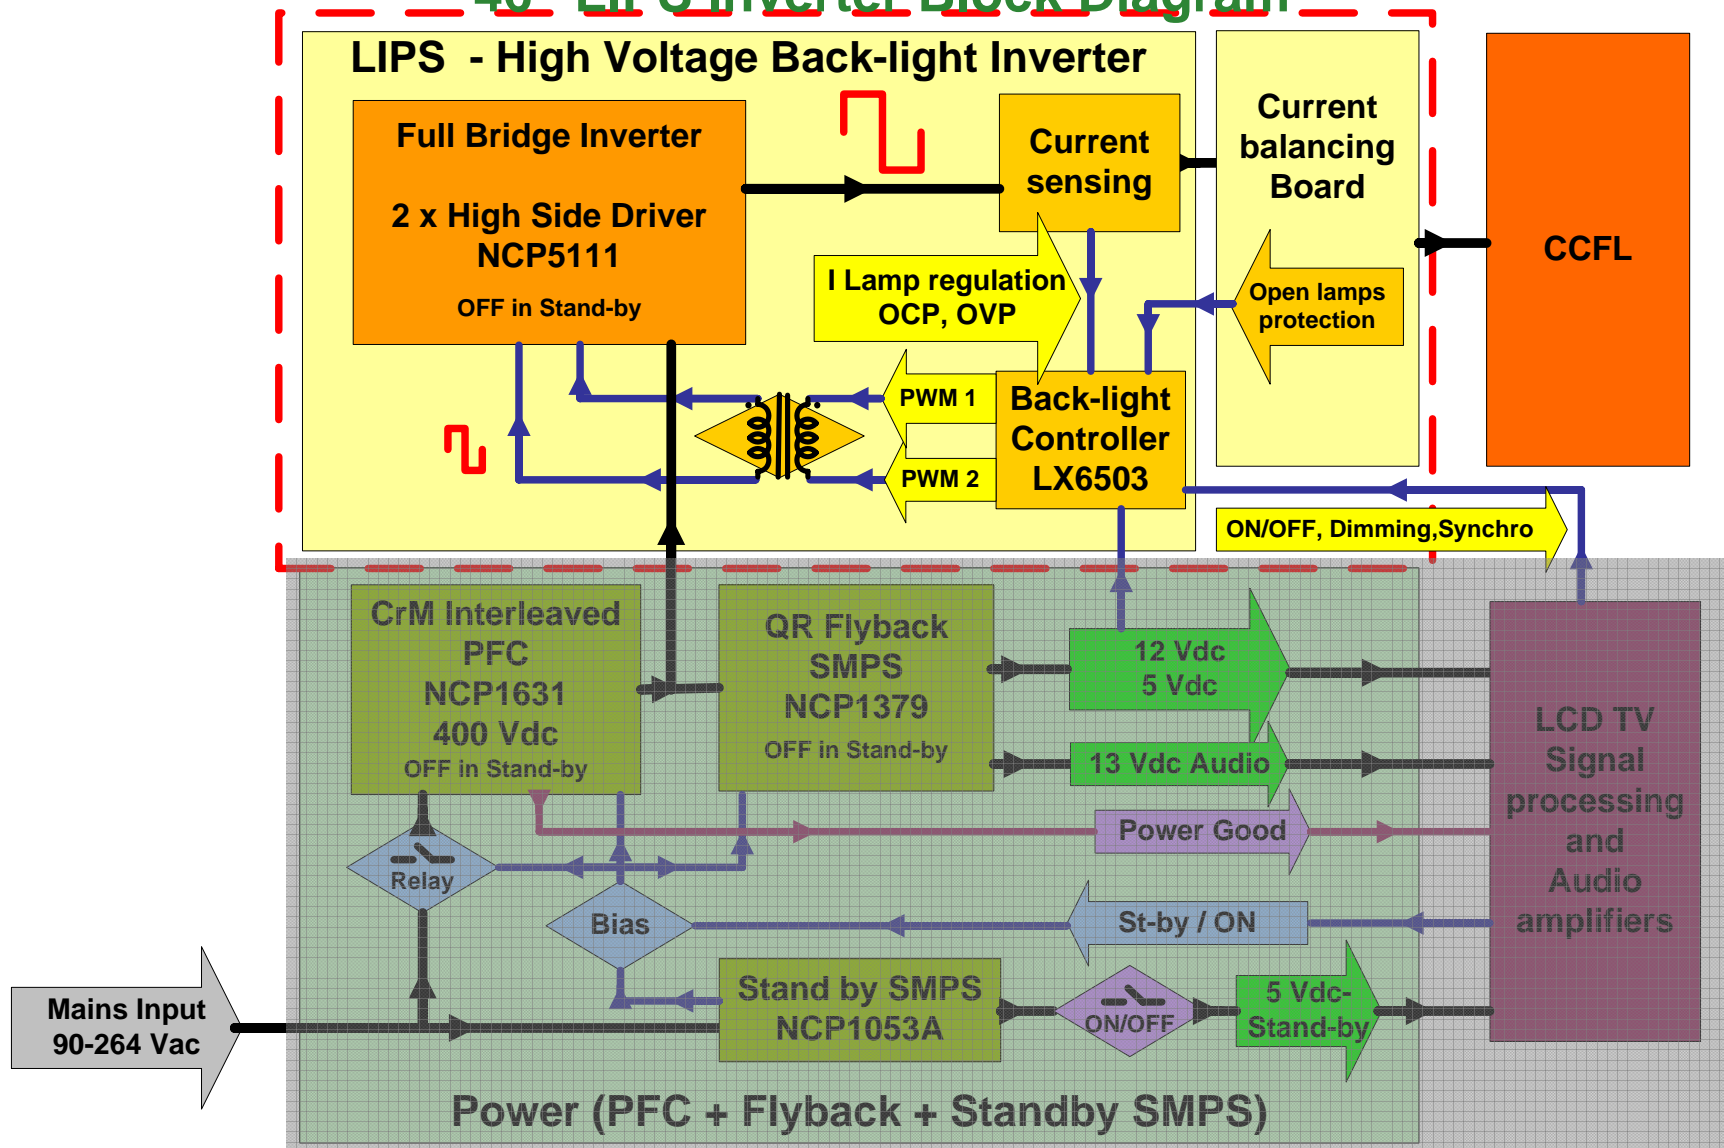 40" LIPS Inverter Block Diagram
LIPS - High Voltage Back-light Inverter
Full Bridge Inverter
2 x High Side Driver
NCP5111
OFF in Stand-by
Current
sensing
Current
balancing
Board
CCFL
I Lamp regulation
OCP, OVP
Open lamps
protection
PWM 1
PWM 2
Back-light
Controller
LX6503
ON/OFF, Dimming,Synchro
CrM Interleaved
PFC
NCP1631
400 Vdc
OFF in Stand-by
QR Flyback
SMPS
NCP1379
OFF in Stand-by
12 Vdc
5 Vdc
13 Vdc Audio
Power Good
LCD TV
Signal
processing
and
Audio
amplifiers
Relay
Bias
St-by / ON
Stand by SMPS
NCP1053A
ON/OFF
5 Vdc-
Stand-by
Mains Input
90-264 Vac
Power (PFC + Flyback + Standby SMPS)